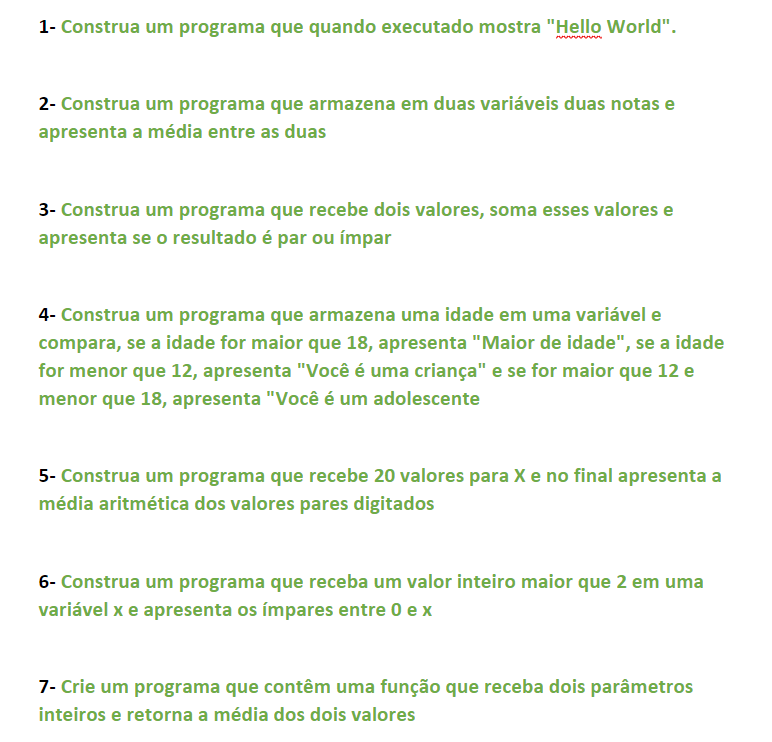 1- Construa um programa que quando executado mostra "Hello World".
2- Construa um programa que armazena em duas variáveis duas notas e
apresenta a média entre as duas
3- Construa um programa que recebe dois valores, soma esses valores e
apresenta se o resultado é par ou ímpar
4- Construa um programa que armazena uma idade em uma variável e
compara, se a idade for maior que 18, apresenta "Maior de idade", se a idade
for menor que 12, apresenta "Você é uma criança" e se for maior que 12 e
menor que 18, apresenta "Você é um adolescente
5- Construa um programa que recebe 20 valores para X e no final apresenta a
média aritmética dos valores pares digitados
6- Construa um programa que receba um valor inteiro maior que 2 em uma
variável x e apresenta os ímpares entre 0 e x
7- Crie um programa que contêm uma função que receba dois parâmetros
inteiros e retorna a média dos dois valores